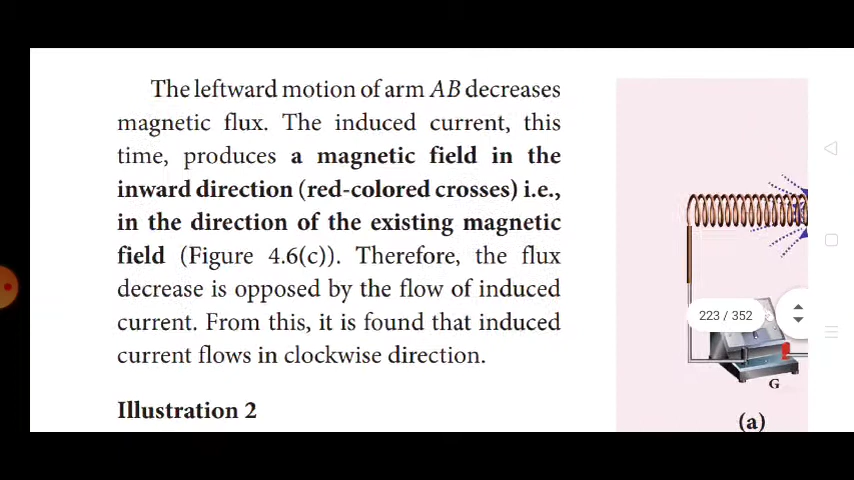 The leftward motion of arm AB decreases
magnetic flux. The induced current, this
time, produces a magnetic field in the
inward direction (red-colored crosses) i.e.,
in the direction of the existing magnetic
field (Figure 4.6(c)). Therefore, the flux
decrease is opposed by the flow of induced
current. From this, it is found that induced
current flows in clockwise direction.
Illustration 2
223 / 352
G
(a)